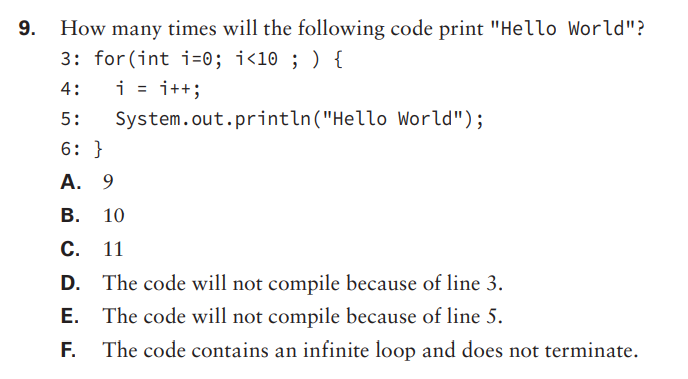 9. How many times will the following code print "Hello World"?
3: for(int i=0; i<10 ; ) {
4:   i = i++;
5:   System.out.println("Hello World");
6: }
A. 9
B. 10
C. 11
D. The code will not compile because of line 3.
E. The code will not compile because of line 5.
F. The code contains an infinite loop and does not terminate.